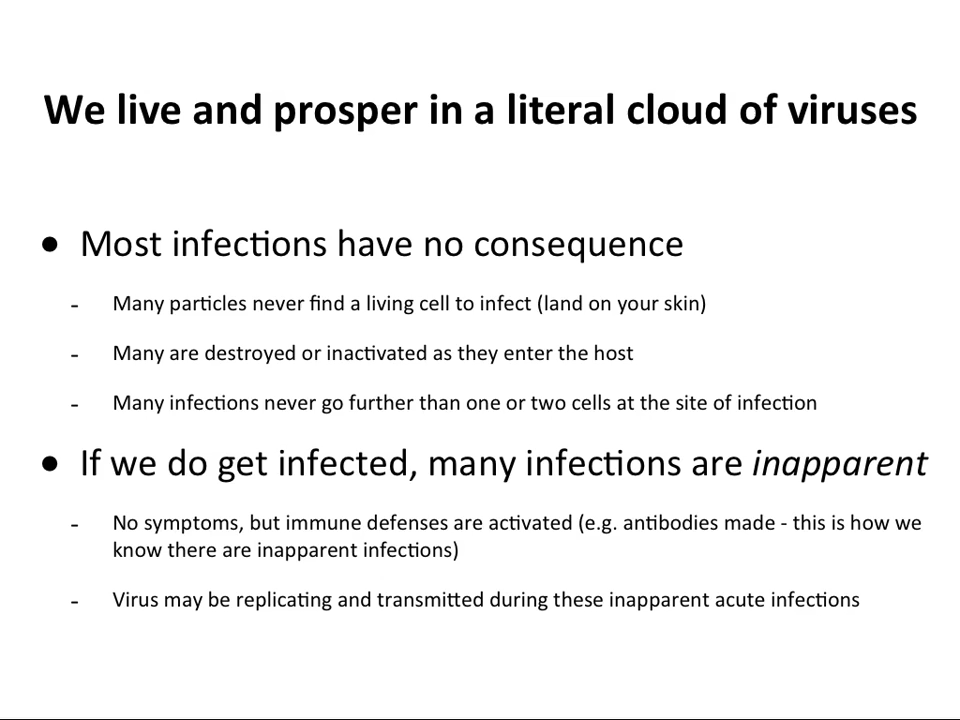 We live and prosper in a literal cloud of viruses
• Most infections have no consequence
- Many particles never find a living cell to infect (land on your skin)
- Many are destroyed or inactivated as they enter the host
- Many infections never go further than one or two cells at the site of infection
• If we do get infected, many infections are inapparent
- No symptoms, but immune defenses are activated (e.g. antibodies made - this is how we
know there are inapparent infections)
- Virus may be replicating and transmitted during these inapparent acute infections